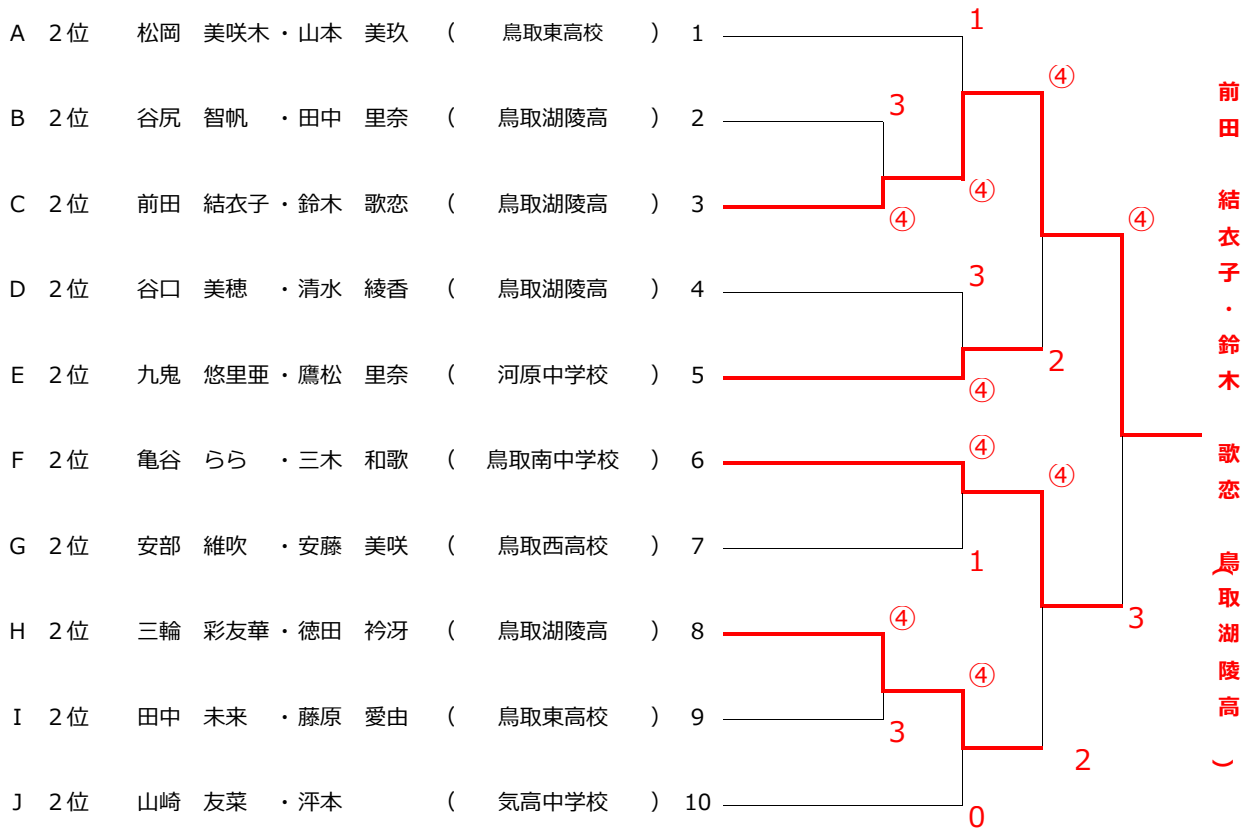 A 2位 松岡 美咲木・山本 美玖 ( 鳥取東高校 ) 1
B 2位 谷尻 智帆 ・田中 里奈 ( 鳥取湖陵高 ) 2
C 2位 前田 結衣子・鈴木 歌恋 ( 鳥取湖陵高 ) 3
D 2位 谷口 美穂 ・清水 綾香 ( 鳥取湖陵高 ) 4
E 2位 九鬼 悠里亜・鷹松 里奈 ( 河原中学校 ) 5
F 2位 亀谷 らら ・三木 和歌 ( 鳥取南中学校 ) 6
G 2位 安部 維吹 ・安藤 美咲 ( 鳥取西高校 ) 7
H 2位 三輪 彩友華・徳田 衿冴 ( 鳥取湖陵高 ) 8
I 2位 田中 未来 ・藤原 愛由 ( 鳥取東高校 ) 9
J 2位 山崎 友菜 ・泙本 ( 気高中学校 ) 10
1
④
3
④
④
④
3
2
④
④
④
1
④
3
④
3
2
0
前田 結衣子・鈴木 歌恋 (鳥取湖陵高 )